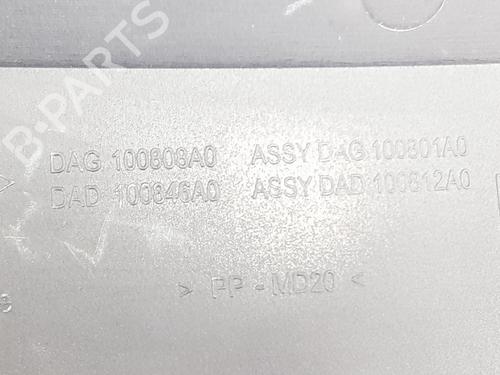 B-PARTS
DAG 100808A0 ASSY DAG 100801A0
DAD 100846A0 ASSY DAD 100812A0
> PP - MD20 <